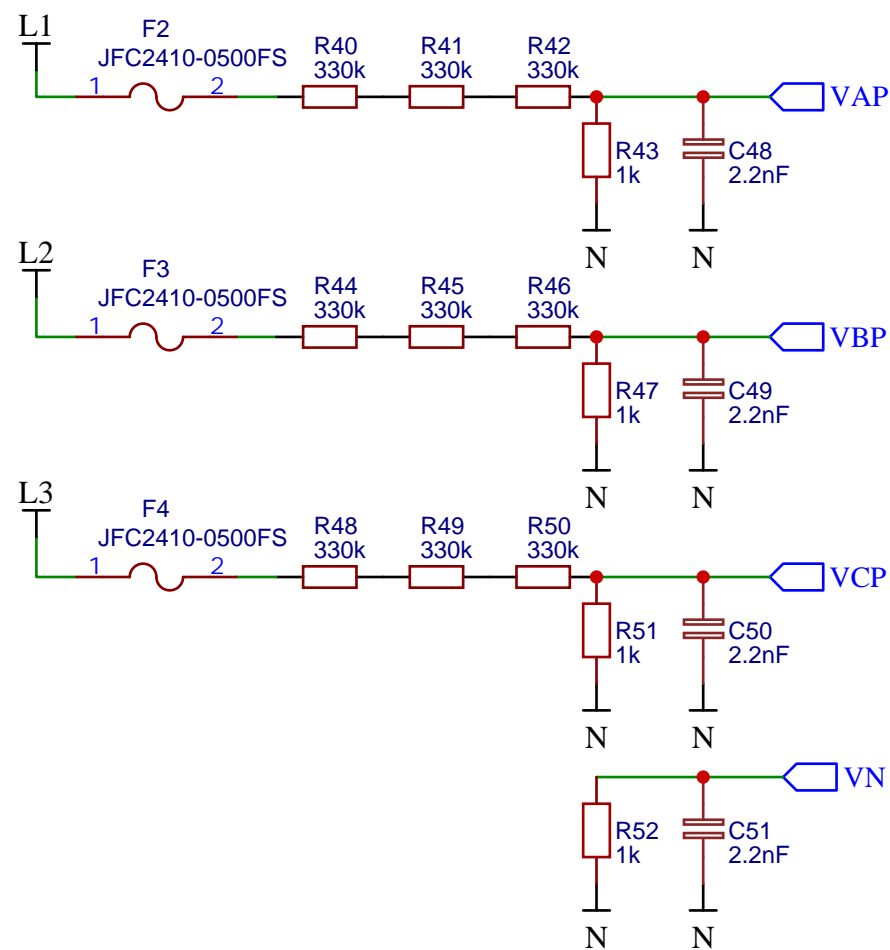 L1
F2
JFC2410-0500FS
1
2
R40
330k
R41
330k
R42
330k
VAP
R43
1k
C48
2.2nF
N
N
L2
F3
JFC2410-0500FS
1
2
R44
330k
R45
330k
R46
330k
VBP
R47
1k
C49
2.2nF
N
N
L3
F4
JFC2410-0500FS
1
2
R48
330k
R49
330k
R50
330k
VCP
R51
1k
C50
2.2nF
N
N
VN
R52
1k
C51
2.2nF
N
N